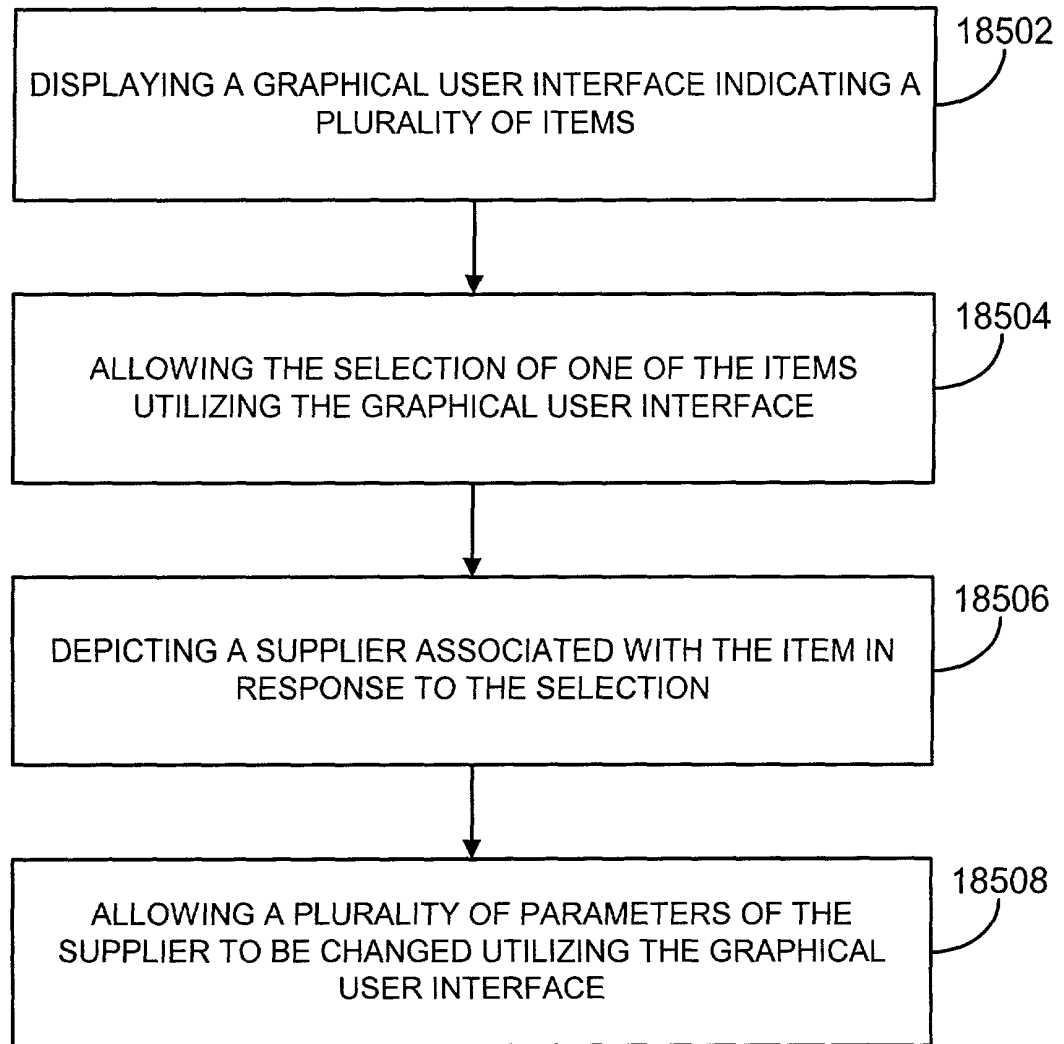 18502
DISPLAYING A GRAPHICAL USER INTERFACE INDICATING A
PLURALITY OF ITEMS
18504
ALLOWING THE SELECTION OF ONE OF THE ITEMS
UTILIZING THE GRAPHICAL USER INTERFACE
18506
DEPICTING A SUPPLIER ASSOCIATED WITH THE ITEM IN
RESPONSE TO THE SELECTION
18508
ALLOWING A PLURALITY OF PARAMETERS OF THE
SUPPLIER TO BE CHANGED UTILIZING THE GRAPHICAL
USER INTERFACE